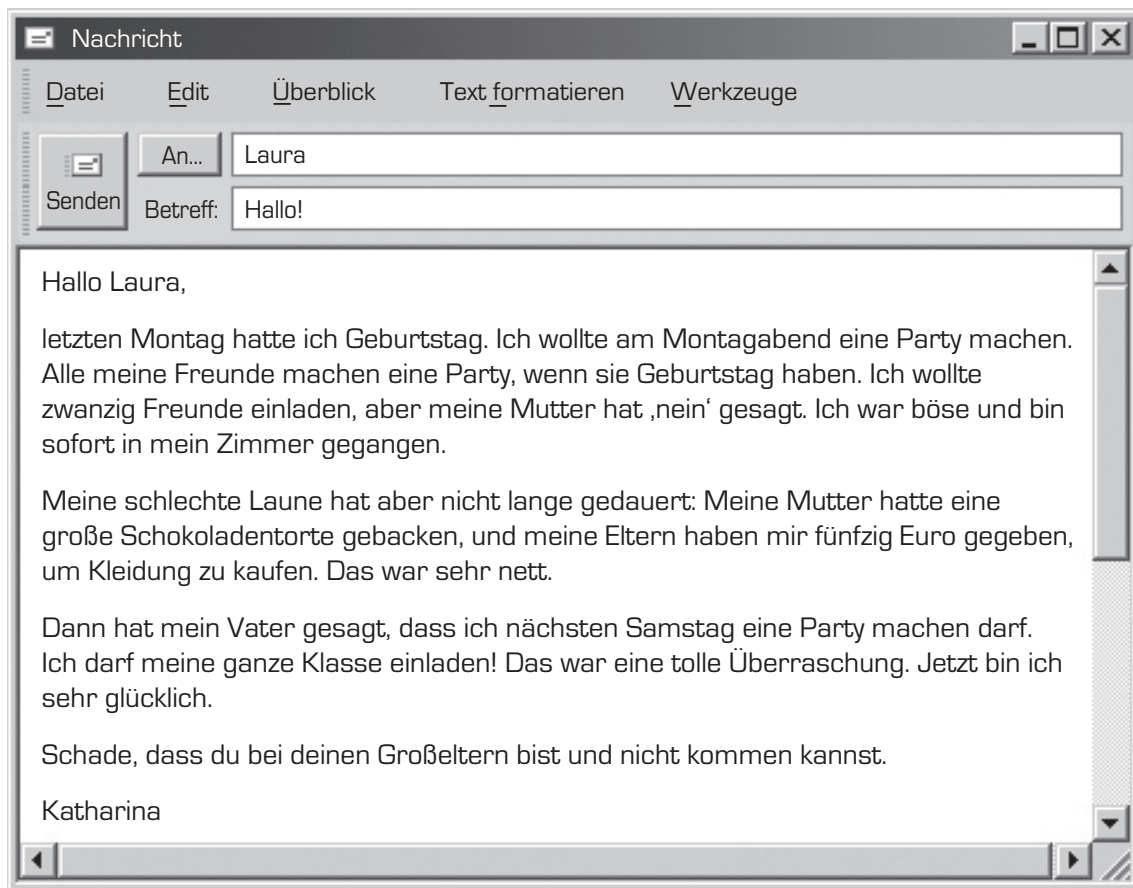 Nachricht
Datei Edit Überblick Text formatieren Werkzeuge
An... Laura
Senden
Betreff: Hallo!
Hallo Laura,
letzten Montag hatte ich Geburtstag. Ich wollte am Montagabend eine Party machen.
Alle meine Freunde machen eine Party, wenn sie Geburtstag haben. Ich wollte
zwanzig Freunde einladen, aber meine Mutter hat ‚nein‘ gesagt. Ich war böse und bin
sofort in mein Zimmer gegangen.
Meine schlechte Laune hat aber nicht lange gedauert: Meine Mutter hatte eine
große Schokoladentorte gebacken, und meine Eltern haben mir fünfzig Euro gegeben,
um Kleidung zu kaufen. Das war sehr nett.
Dann hat mein Vater gesagt, dass ich nächsten Samstag eine Party machen darf.
Ich darf meine ganze Klasse einladen! Das war eine tolle Überraschung. Jetzt bin ich
sehr glücklich.
Schade, dass du bei deinen Großeltern bist und nicht kommen kannst.
Katharina